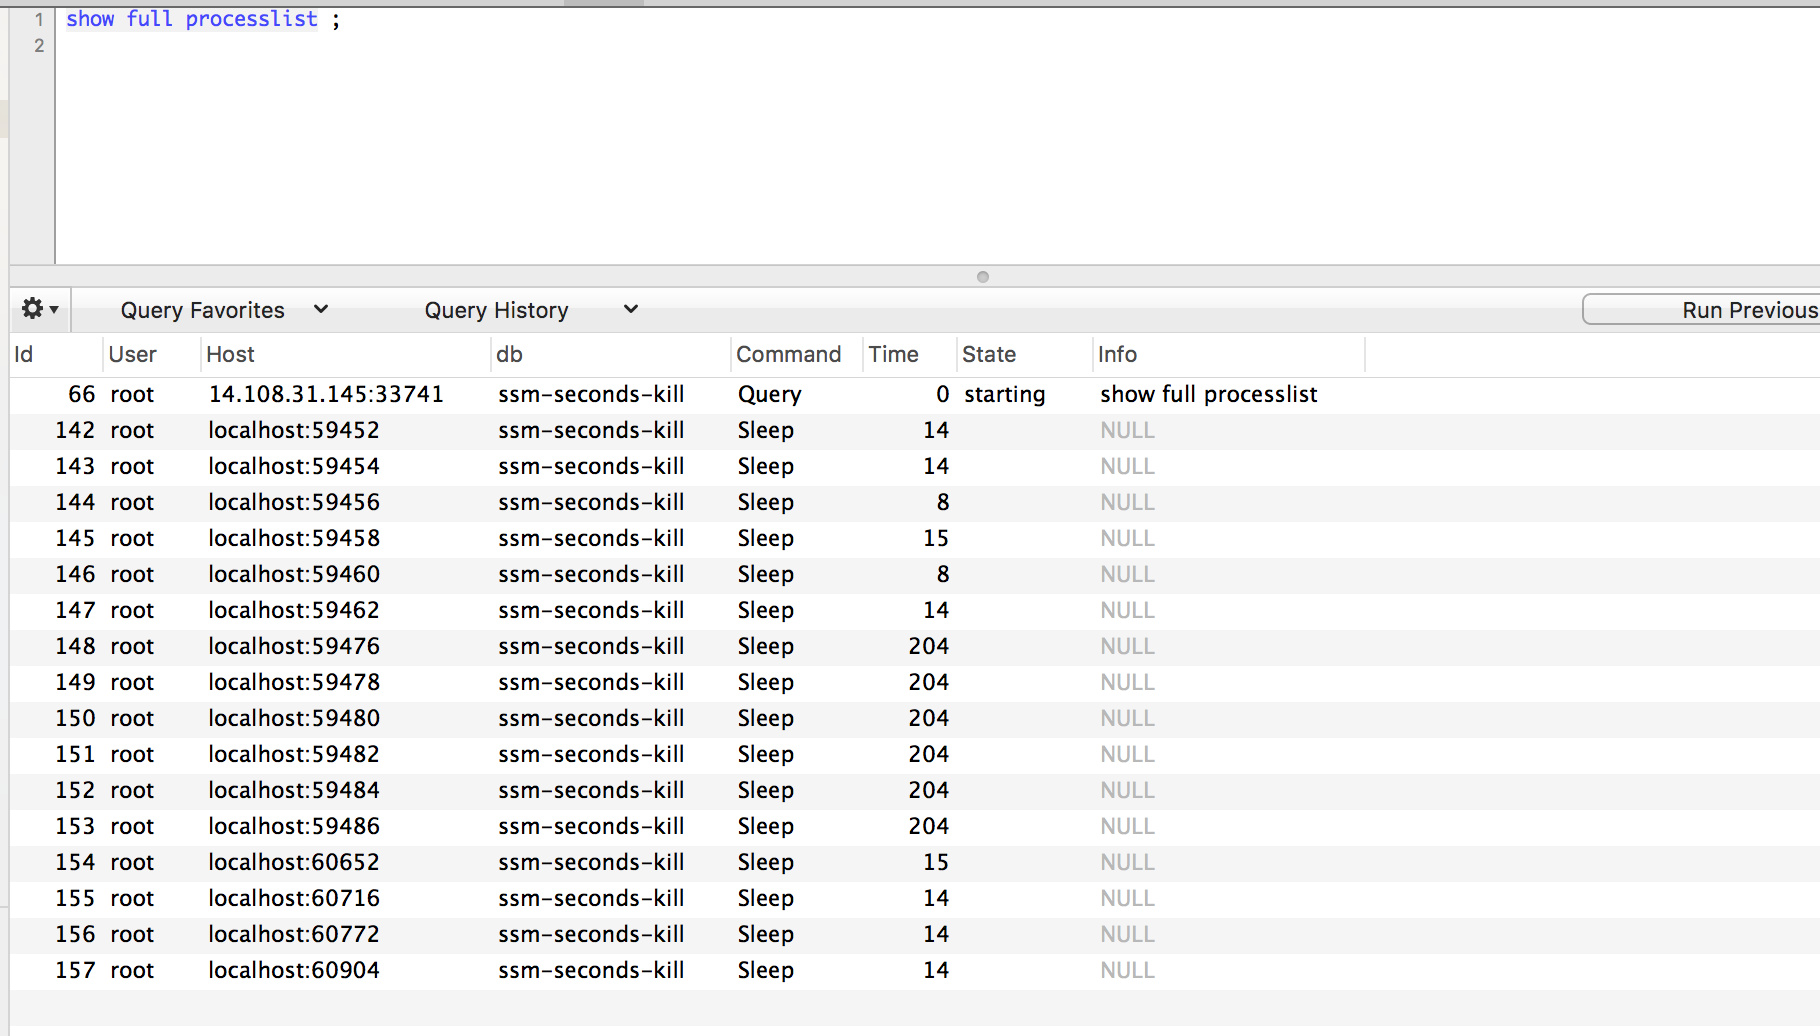 1 show full processlist ;
2
Query Favorites Query History Run Previous
Id User Host db Command Time State Info
66 root 14.108.31.145:33741 ssm-seconds-kill Query 0 starting show full processlist
142 root localhost:59452 ssm-seconds-kill Sleep 14 NULL
143 root localhost:59454 ssm-seconds-kill Sleep 14 NULL
144 root localhost:59456 ssm-seconds-kill Sleep 8 NULL
145 root localhost:59458 ssm-seconds-kill Sleep 15 NULL
146 root localhost:59460 ssm-seconds-kill Sleep 8 NULL
147 root localhost:59462 ssm-seconds-kill Sleep 14 NULL
148 root localhost:59476 ssm-seconds-kill Sleep 204 NULL
149 root localhost:59478 ssm-seconds-kill Sleep 204 NULL
150 root localhost:59480 ssm-seconds-kill Sleep 204 NULL
151 root localhost:59482 ssm-seconds-kill Sleep 204 NULL
152 root localhost:59484 ssm-seconds-kill Sleep 204 NULL
153 root localhost:59486 ssm-seconds-kill Sleep 204 NULL
154 root localhost:60652 ssm-seconds-kill Sleep 15 NULL
155 root localhost:60716 ssm-seconds-kill Sleep 14 NULL
156 root localhost:60772 ssm-seconds-kill Sleep 14 NULL
157 root localhost:60904 ssm-seconds-kill Sleep 14 NULL